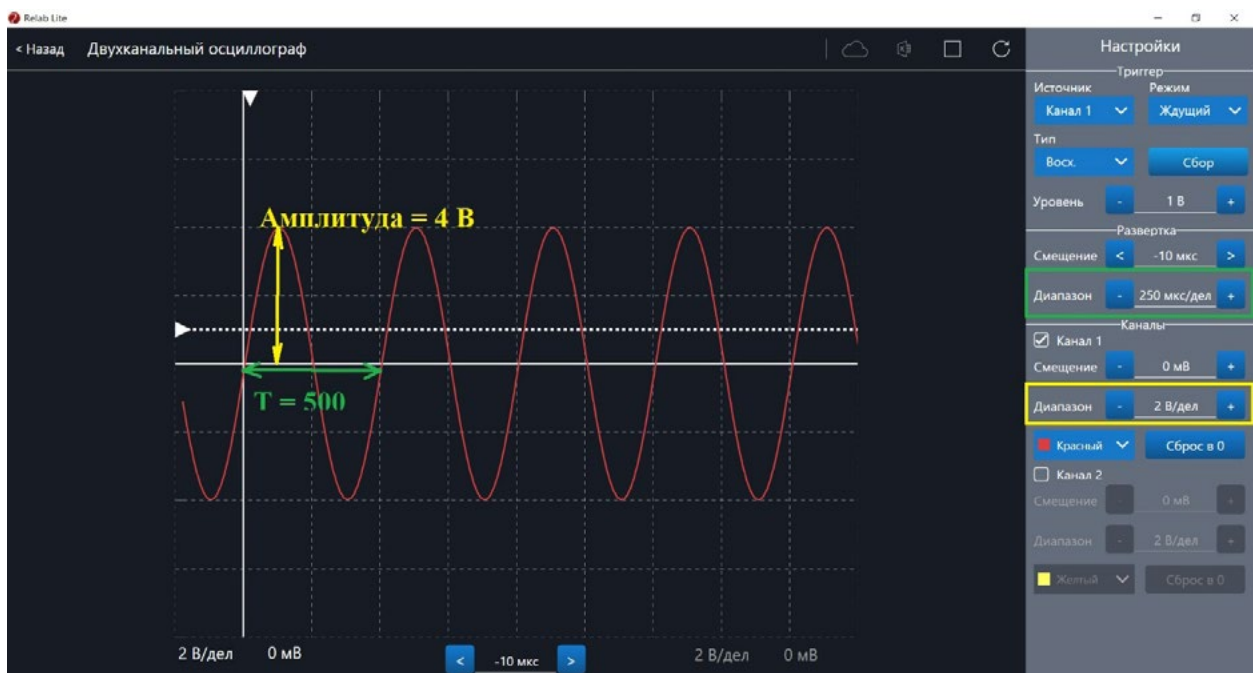 Relab Lite
< Назад Двухканальный осциллограф
Амплитуда = 4 В
T = 500
2 В/дел 0 мВ
< -10 мкс >
2 В/дел 0 мВ
Настройки
Триггер
Источник Режим
Канал 1 Ждущий
Тип
Восх. Сбор
Уровень - 1 В +
Развертка
Смещение < -10 мкс >
Диапазон - 250 мкс/дел +
Каналы
Канал 1
Смещение - 0 мВ +
Диапазон - 2 В/дел +
Красный Сброс в 0
Канал 2
Смещение - 0 мВ +
Диапазон - 2 В/дел +
Желтый Сброс в 0